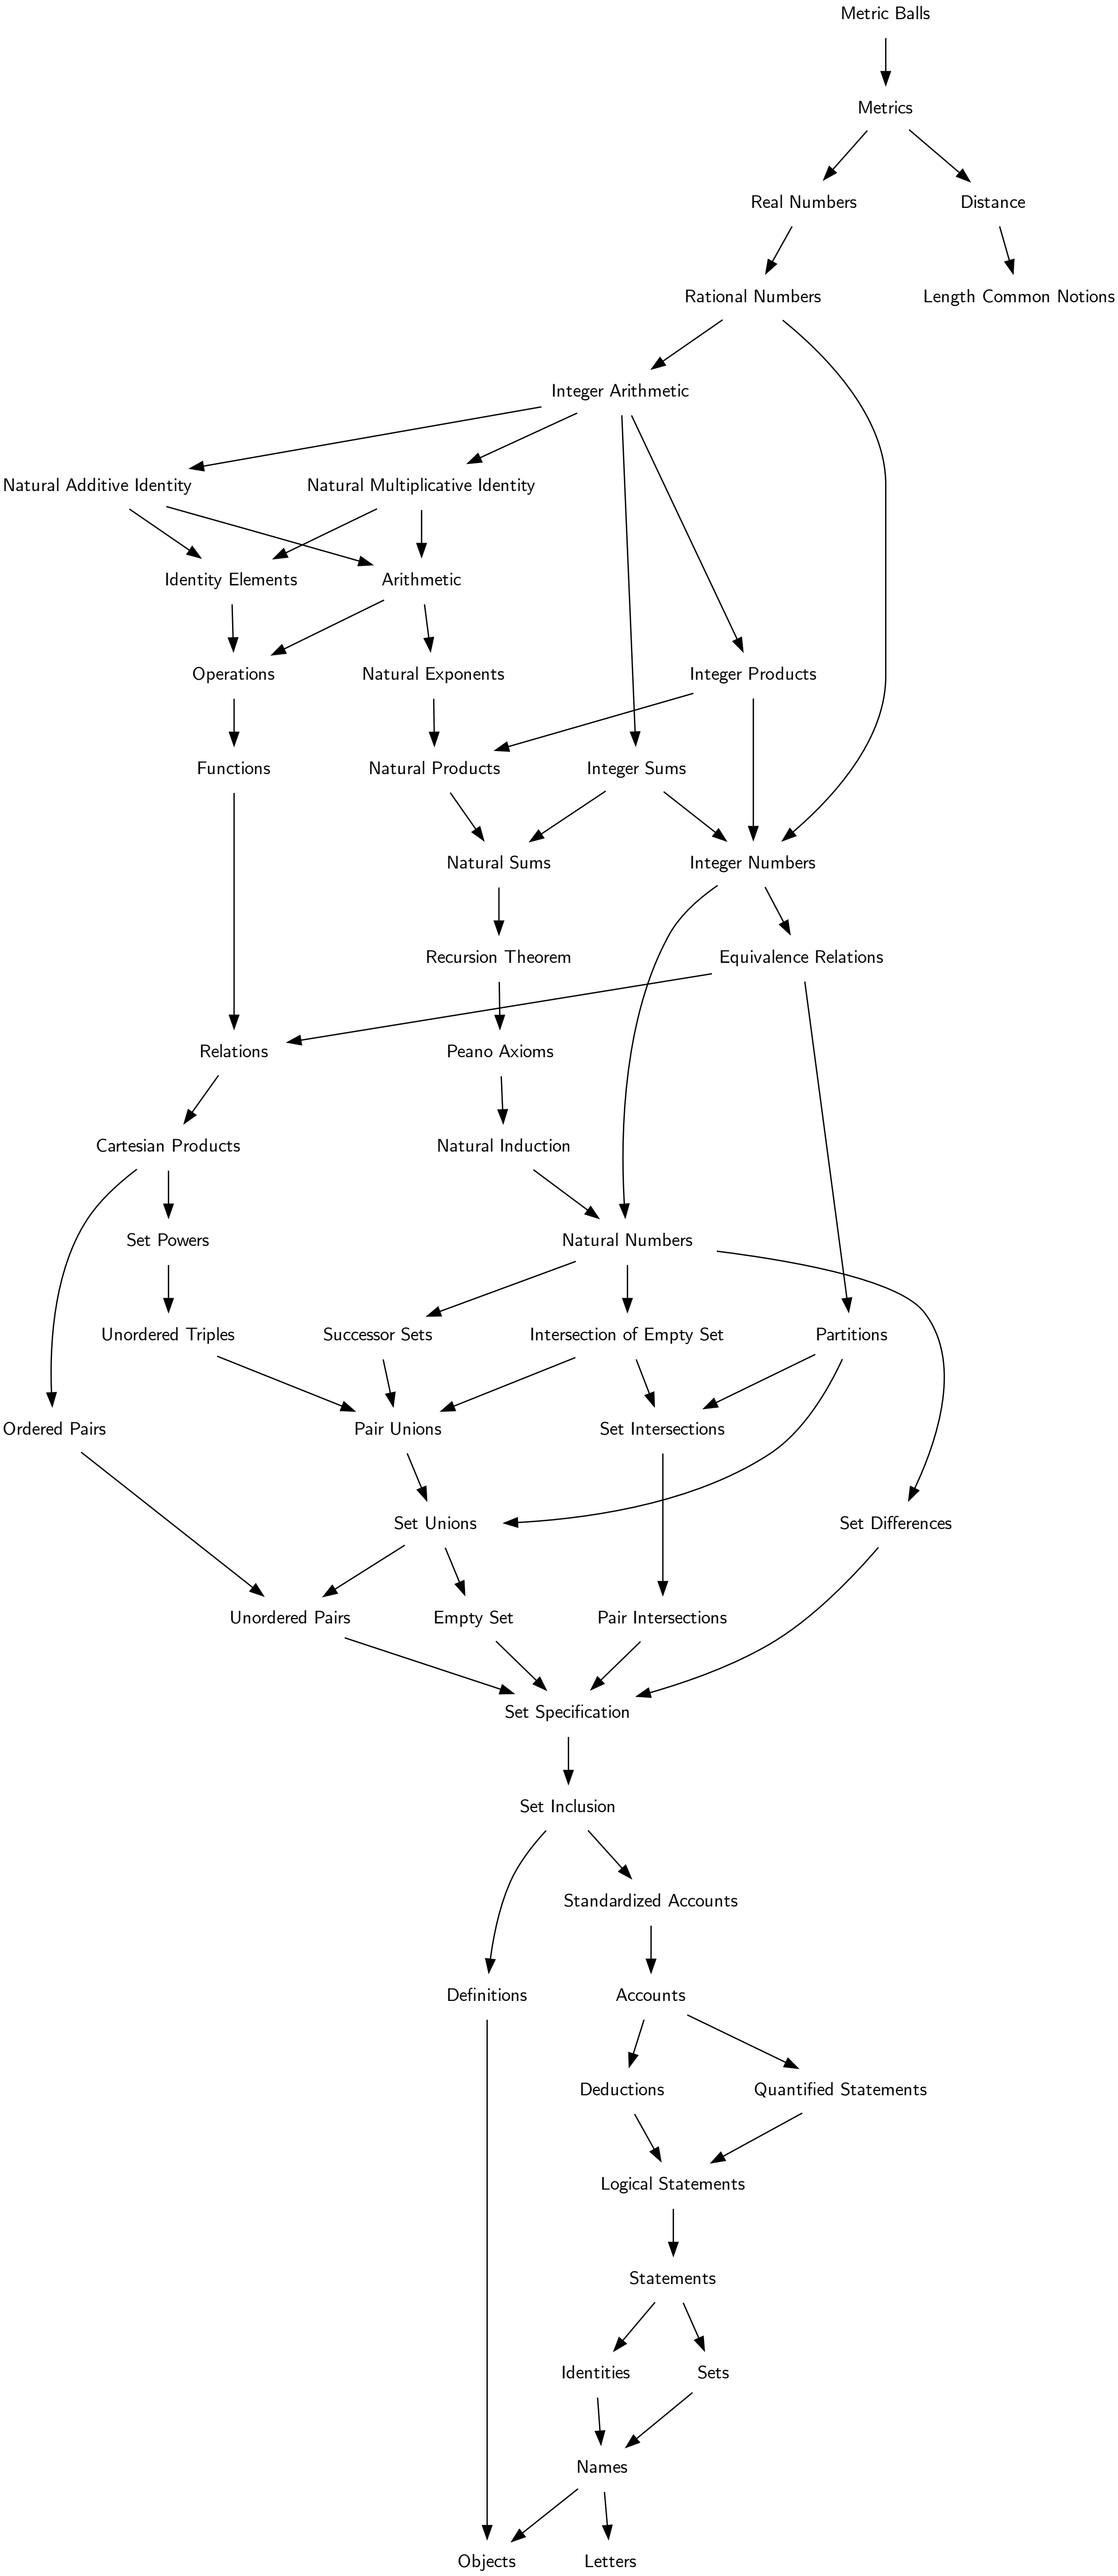 Metric Balls
Metrics
Real Numbers
Distance
Rational Numbers
Length Common Notions
Integer Arithmetic
Natural Additive Identity
Natural Multiplicative Identity
Identity Elements
Arithmetic
Operations
Natural Exponents
Integer Products
Functions
Natural Products
Integer Sums
Natural Sums
Integer Numbers
Recursion Theorem
Equivalence Relations
Relations
Peano Axioms
Cartesian Products
Natural Induction
Set Powers
Natural Numbers
Unordered Triples
Successor Sets
Intersection of Empty Set
Partitions
Ordered Pairs
Pair Unions
Set Intersections
Set Unions
Set Differences
Unordered Pairs
Empty Set
Pair Intersections
Set Specification
Set Inclusion
Standardized Accounts
Definitions
Accounts
Deductions
Quantified Statements
Logical Statements
Statements
Identities
Sets
Names
Objects
Letters